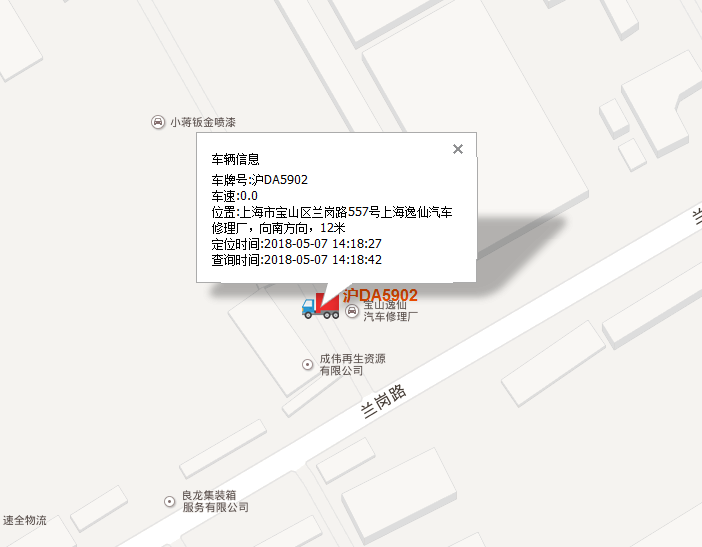 小蒋钣金喷漆
车辆信息
车牌号:沪DA5902
车速:0.0
位置:上海市宝山区兰岗路557号上海逸仙汽车
修理厂，向南方向，12米
定位时间:2018-05-07 14:18:27
查询时间:2018-05-07 14:18:42
沪DA5902
宝山逸仙
汽车修理厂
成伟再生资源
有限公司
兰岗路
良龙集装箱
服务有限公司
速全物流